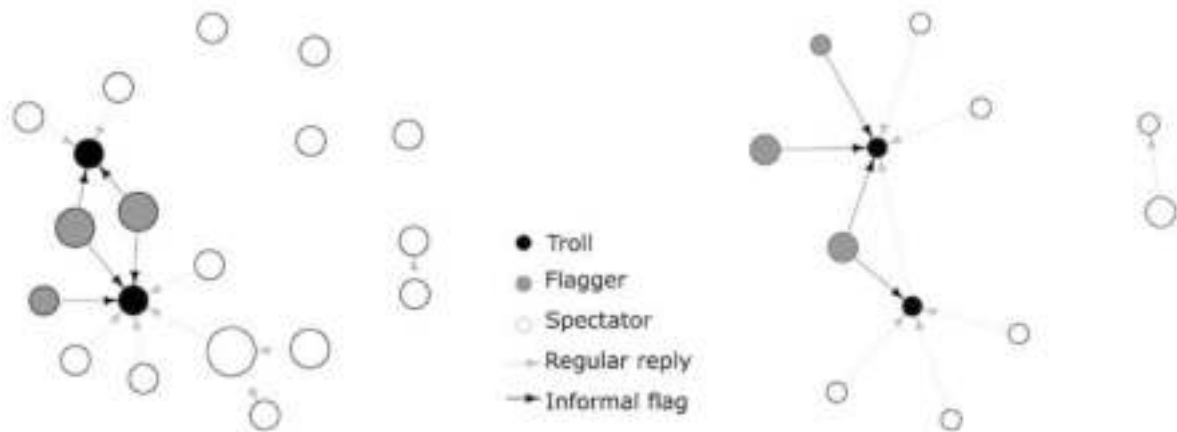 Troll
Flagger
Spectator
Regular reply
Informal flag